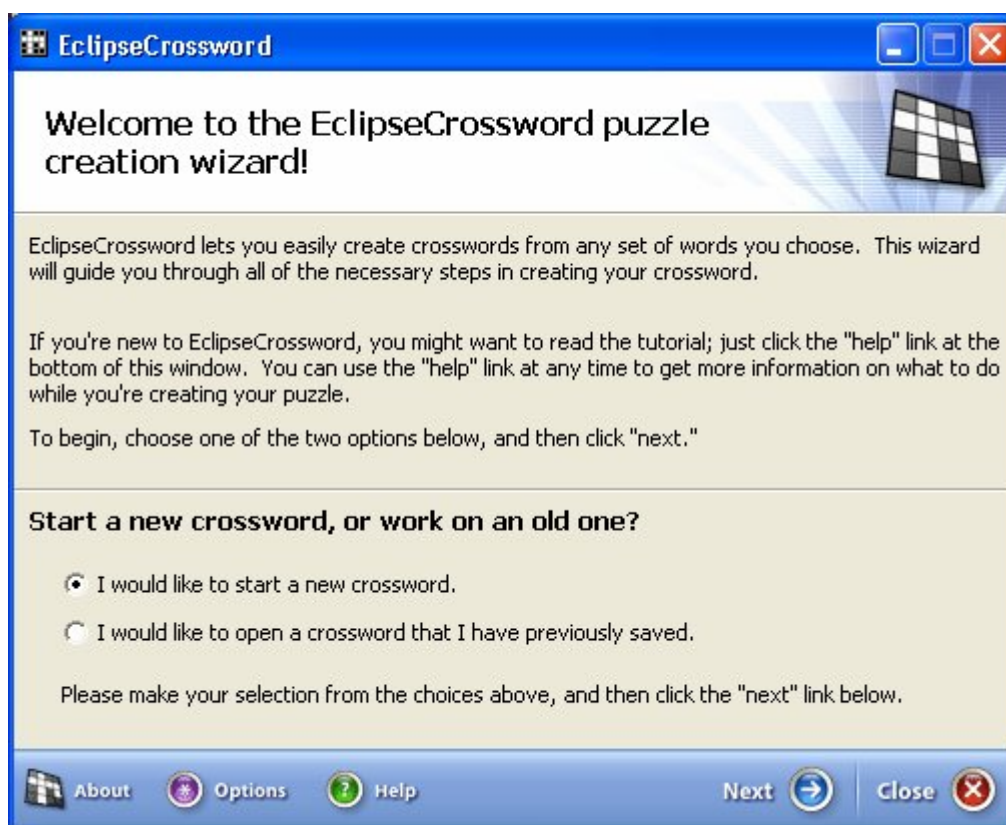 EclipseCrossword
Welcome to the EclipseCrossword puzzle
creation wizard!
EclipseCrossword lets you easily create crosswords from any set of words you choose.  This wizard
will guide you through all of the necessary steps in creating your crossword.
If you're new to EclipseCrossword, you might want to read the tutorial; just click the "help" link at the
bottom of this window.  You can use the "help" link at any time to get more information on what to do
while you're creating your puzzle.
To begin, choose one of the two options below, and then click "next."
Start a new crossword, or work on an old one?
I would like to start a new crossword.
I would like to open a crossword that I have previously saved.
Please make your selection from the choices above, and then click the "next" link below.
About Options ? Help Next Close